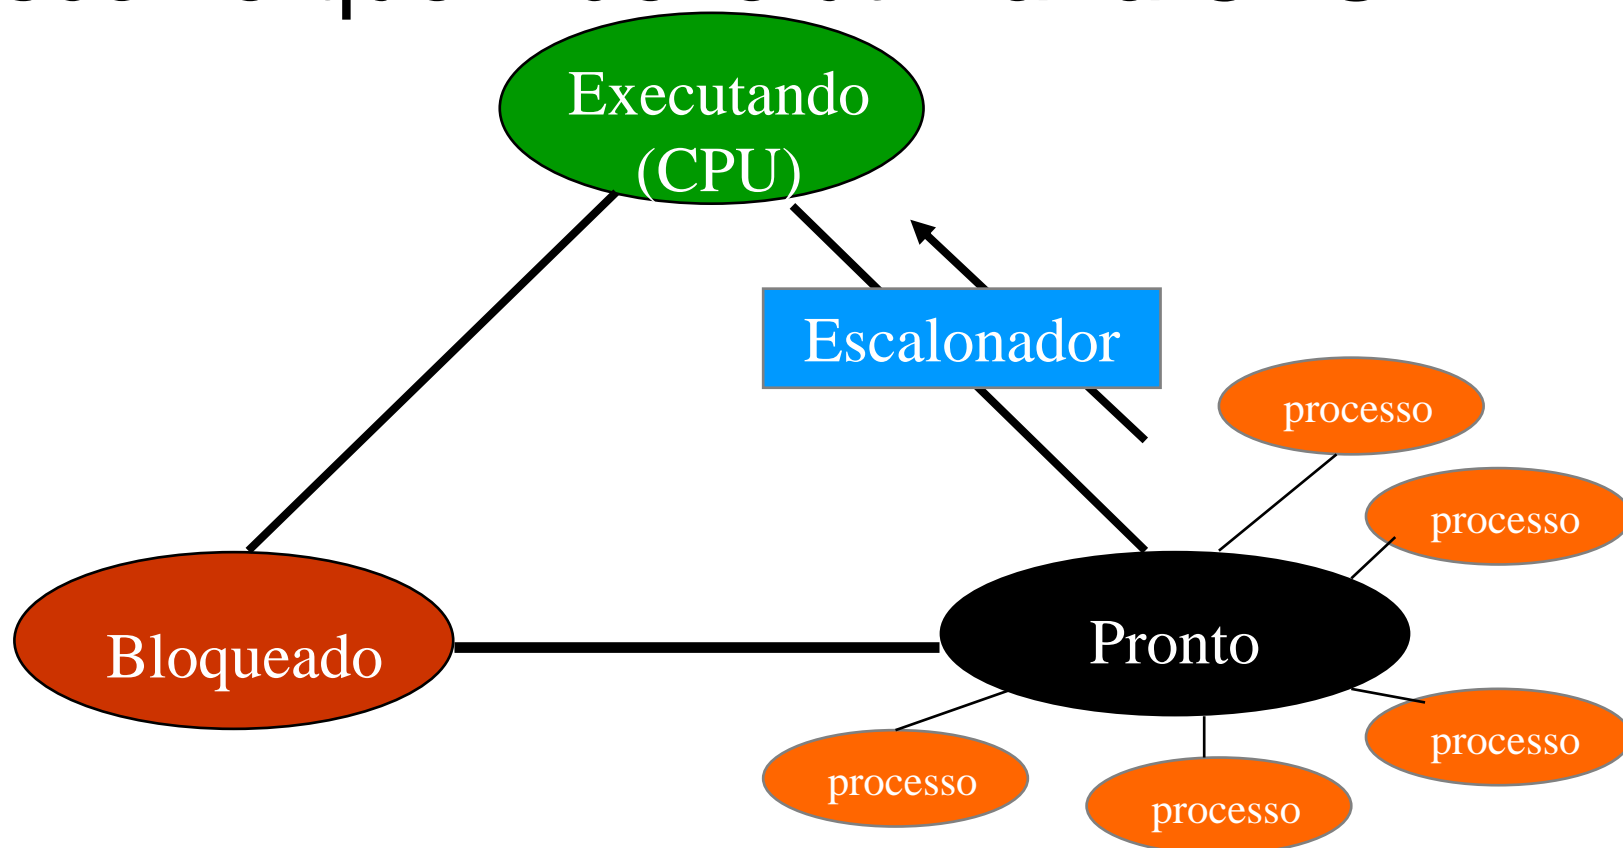 Executando
(CPU)
Escalonador
processo
processo
Bloqueado
Pronto
processo
processo
processo